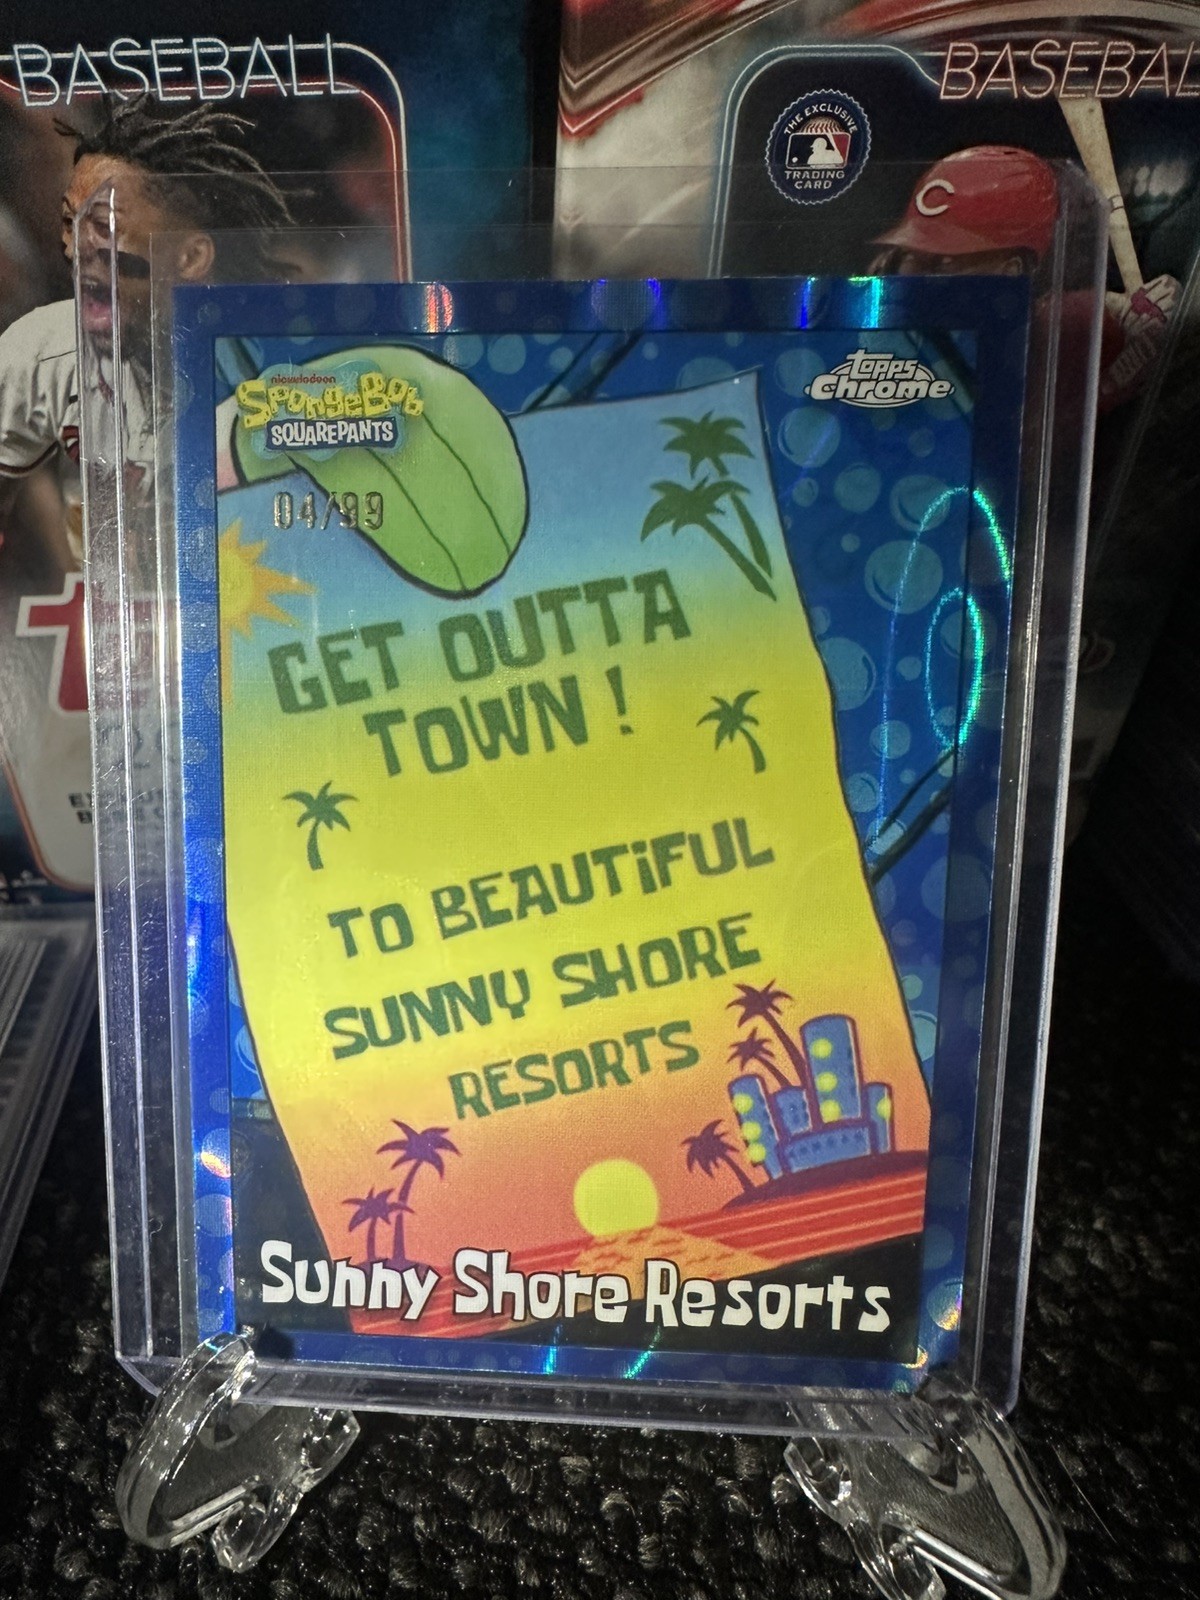 BASEBALL
BASEBAL
THE EXCLUSIVE
TRADING
CARD
C
nickelodeon
SPONGEBOB
SQUAREPANTS
Topps
Chrome
04/99
GET OUTTA
TOWN!
TO BEAUTiFUL
SUNNY SHORE
RESORTS
Sunny Shore Resorts